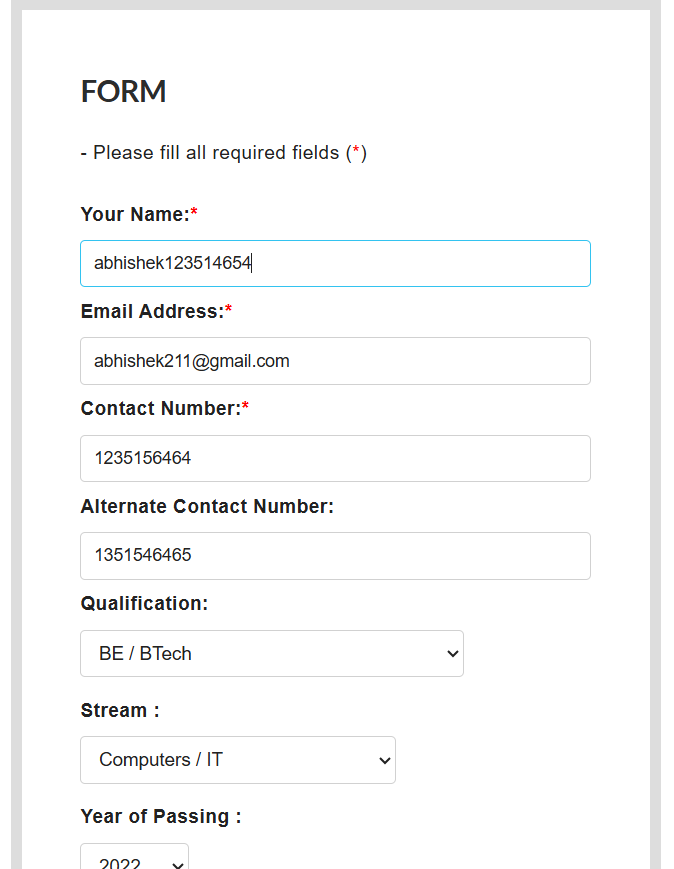 FORM
- Please fill all required fields (*)
Your Name:*
abhishek123514654
Email Address:*
abhishek211@gmail.com
Contact Number:*
1235156464
Alternate Contact Number:
1351546465
Qualification:
BE / BTech
Stream :
Computers / IT
Year of Passing :
2022